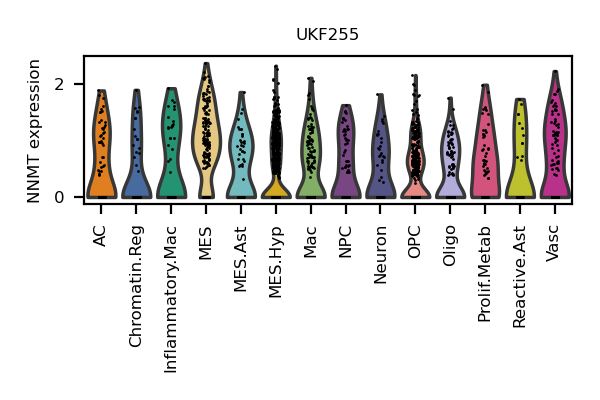 UKF255
NNMT expression
2
0
AC
Chromatin.Reg
Inflammatory.Mac
MES
MES.Ast
MES.Hyp
Mac
NPC
Neuron
OPC
Oligo
Prolif.Metab
Reactive.Ast
Vasc